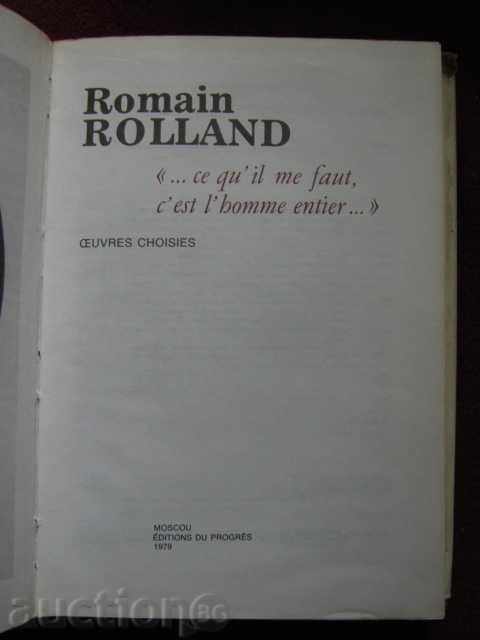 Romain
ROLLAND
« ... ce qu'il me faut,
c'est l'homme entier ... »
ŒUVRES CHOISIES
MOSCOU
ÉDITIONS DU PROGRÈS
1979
auction BG